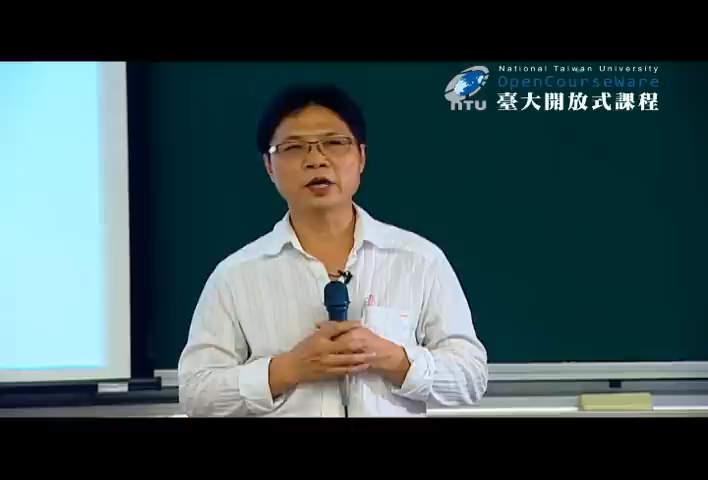 National Taiwan University
OpenCourseWare
NTU
臺大開放式課程